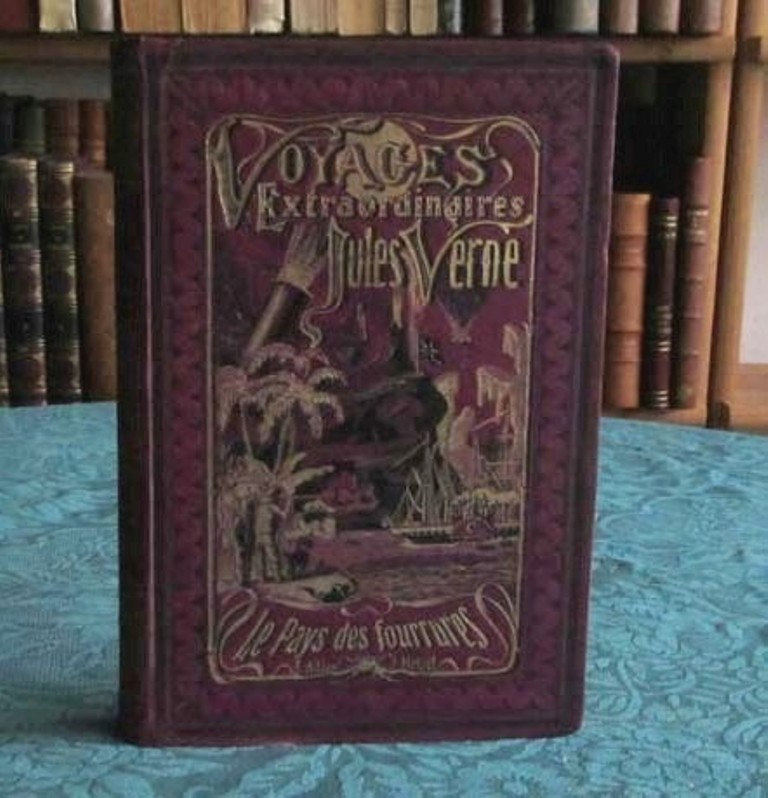 Voyages
Extraordinaires
Jules Verne
Le Pays des fourrures